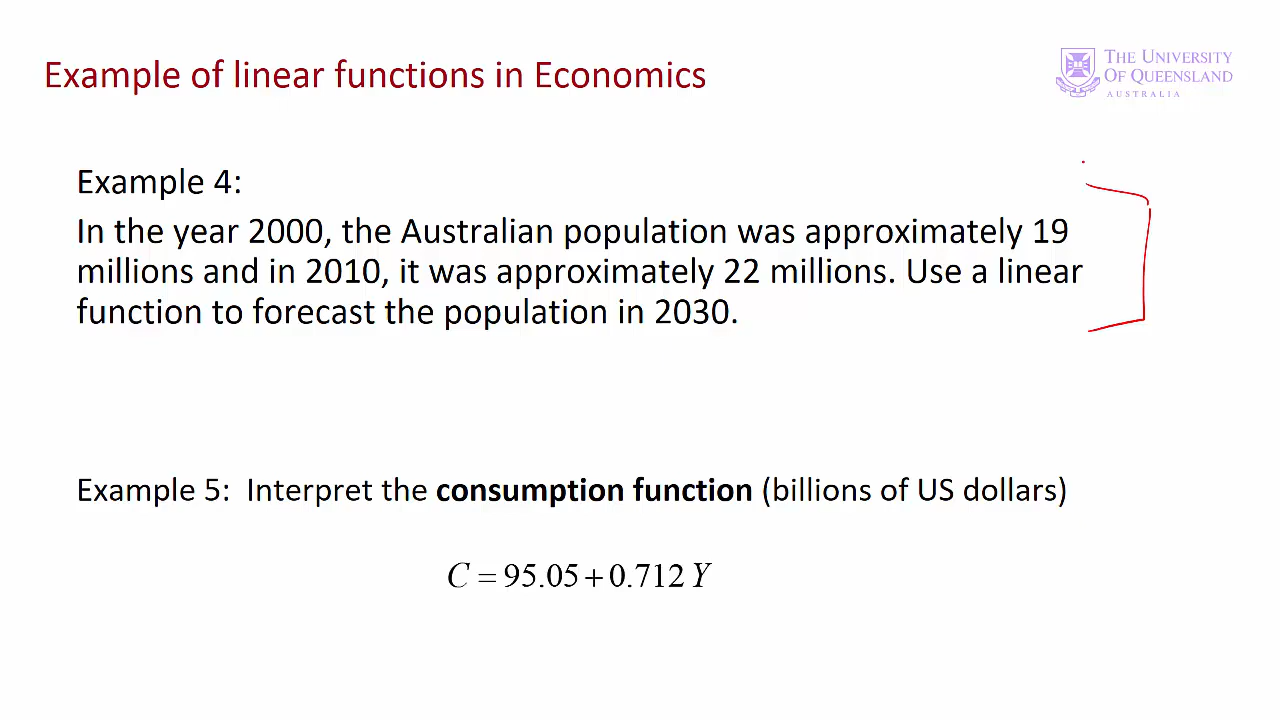 Example of linear functions in Economics
THE UNIVERSITY
OF QUEENSLAND
AUSTRALIA
Example 4:
In the year 2000, the Australian population was approximately 19
millions and in 2010, it was approximately 22 millions. Use a linear
function to forecast the population in 2030.
Example 5: Interpret the consumption function (billions of US dollars)
C = 95.05 + 0.712 Y